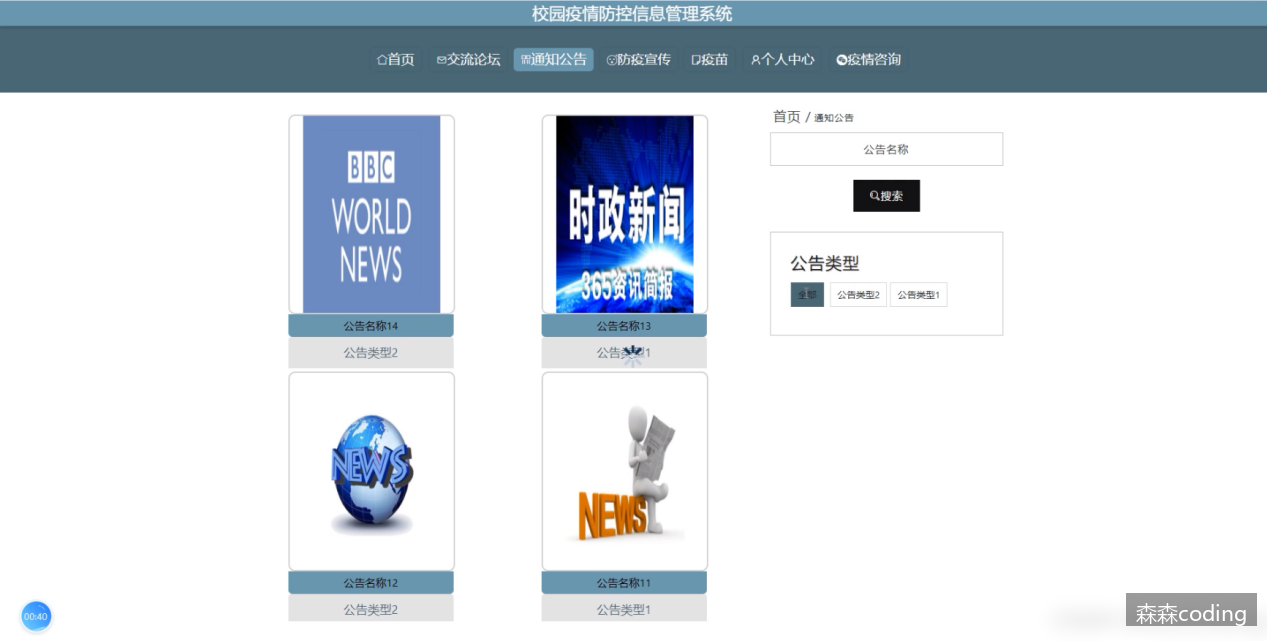 校园疫情防控信息管理系统
首页 交流论坛 通知公告 防疫宣传 疫苗 个人中心 疫情咨询
BBC
WORLD
NEWS
公告名称14
公告类型2
时政新闻
365资讯简报
公告名称13
公告类型1
NEWS
公告名称12
公告类型2
NEWS
公告名称11
公告类型1
首页 / 通知公告
公告名称
搜索
公告类型
全部 公告类型2 公告类型1
00:40
森森coding